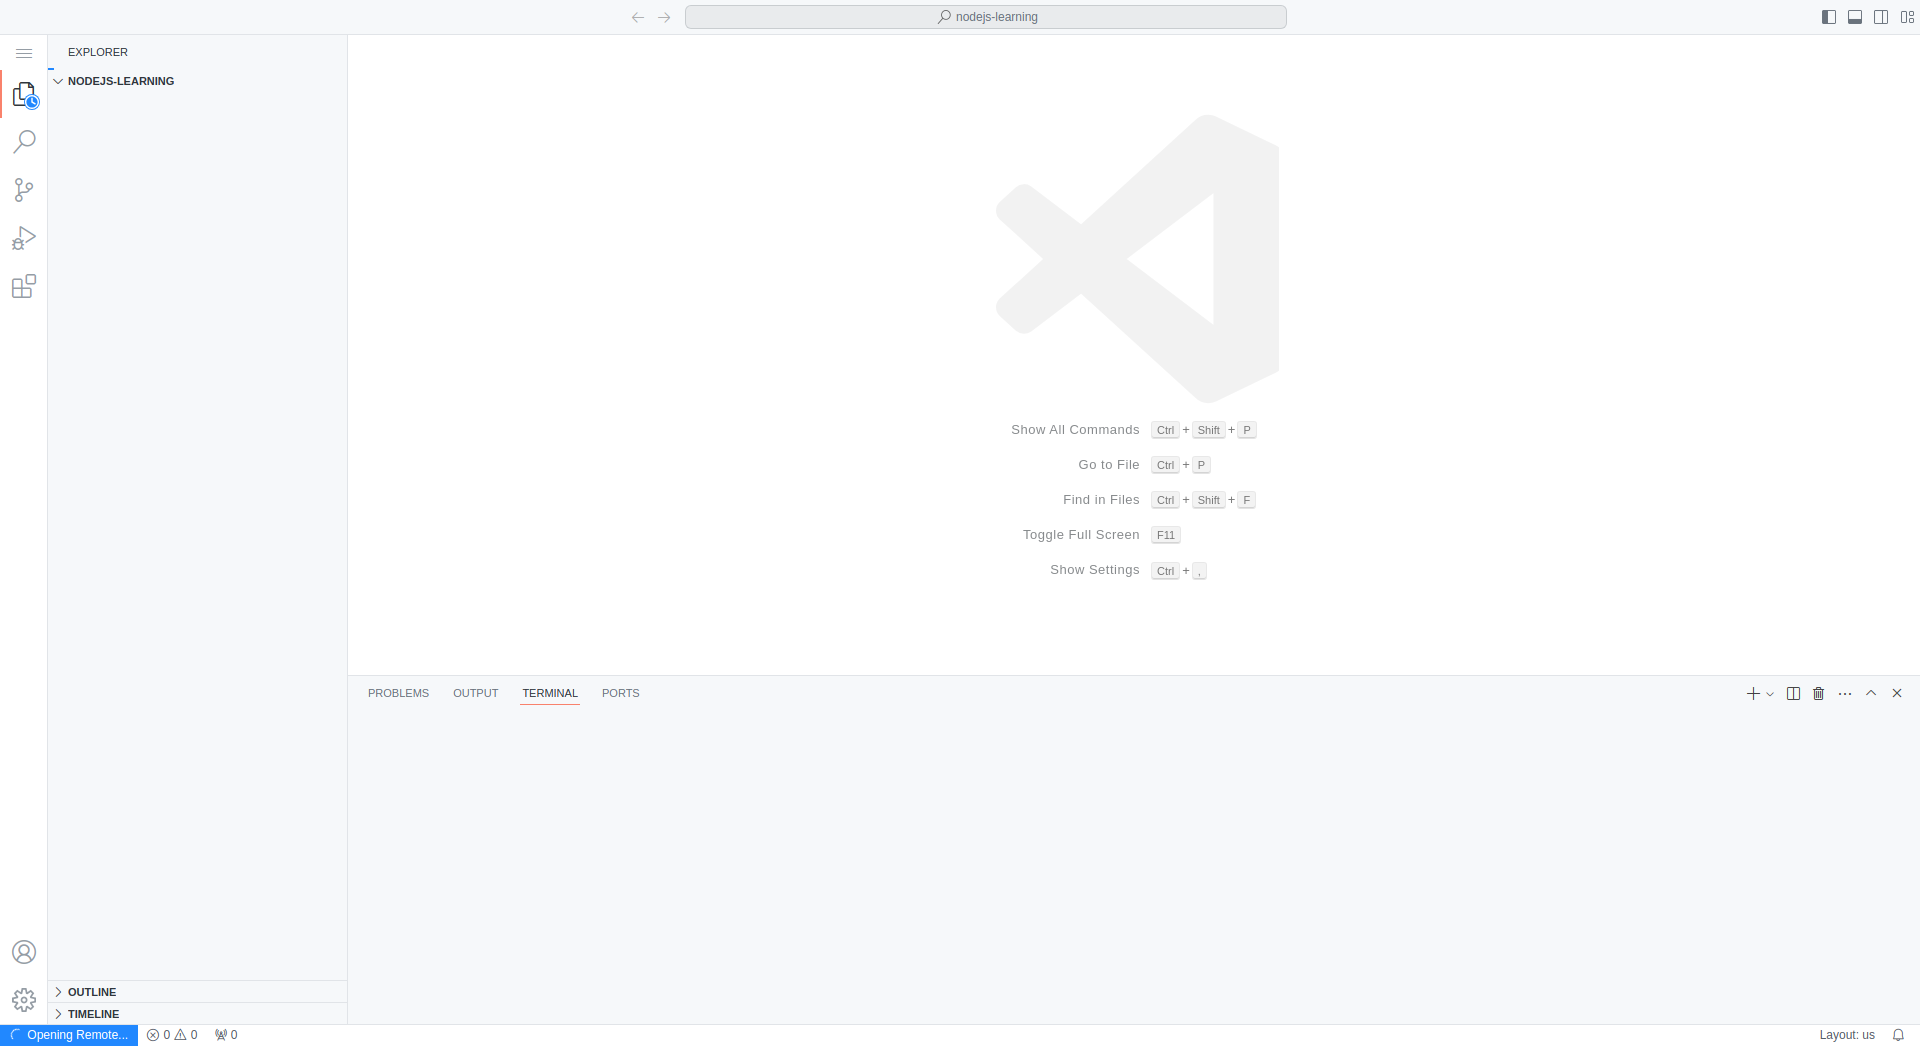 nodejs-learning
EXPLORER
NODEJS-LEARNING
Show All Commands Ctrl + Shift + P
Go to File Ctrl + P
Find in Files Ctrl + Shift + F
Toggle Full Screen F11
Show Settings Ctrl + ,
PROBLEMS OUTPUT TERMINAL PORTS
OUTLINE
TIMELINE
Opening Remote... 0 0 0 Layout: us